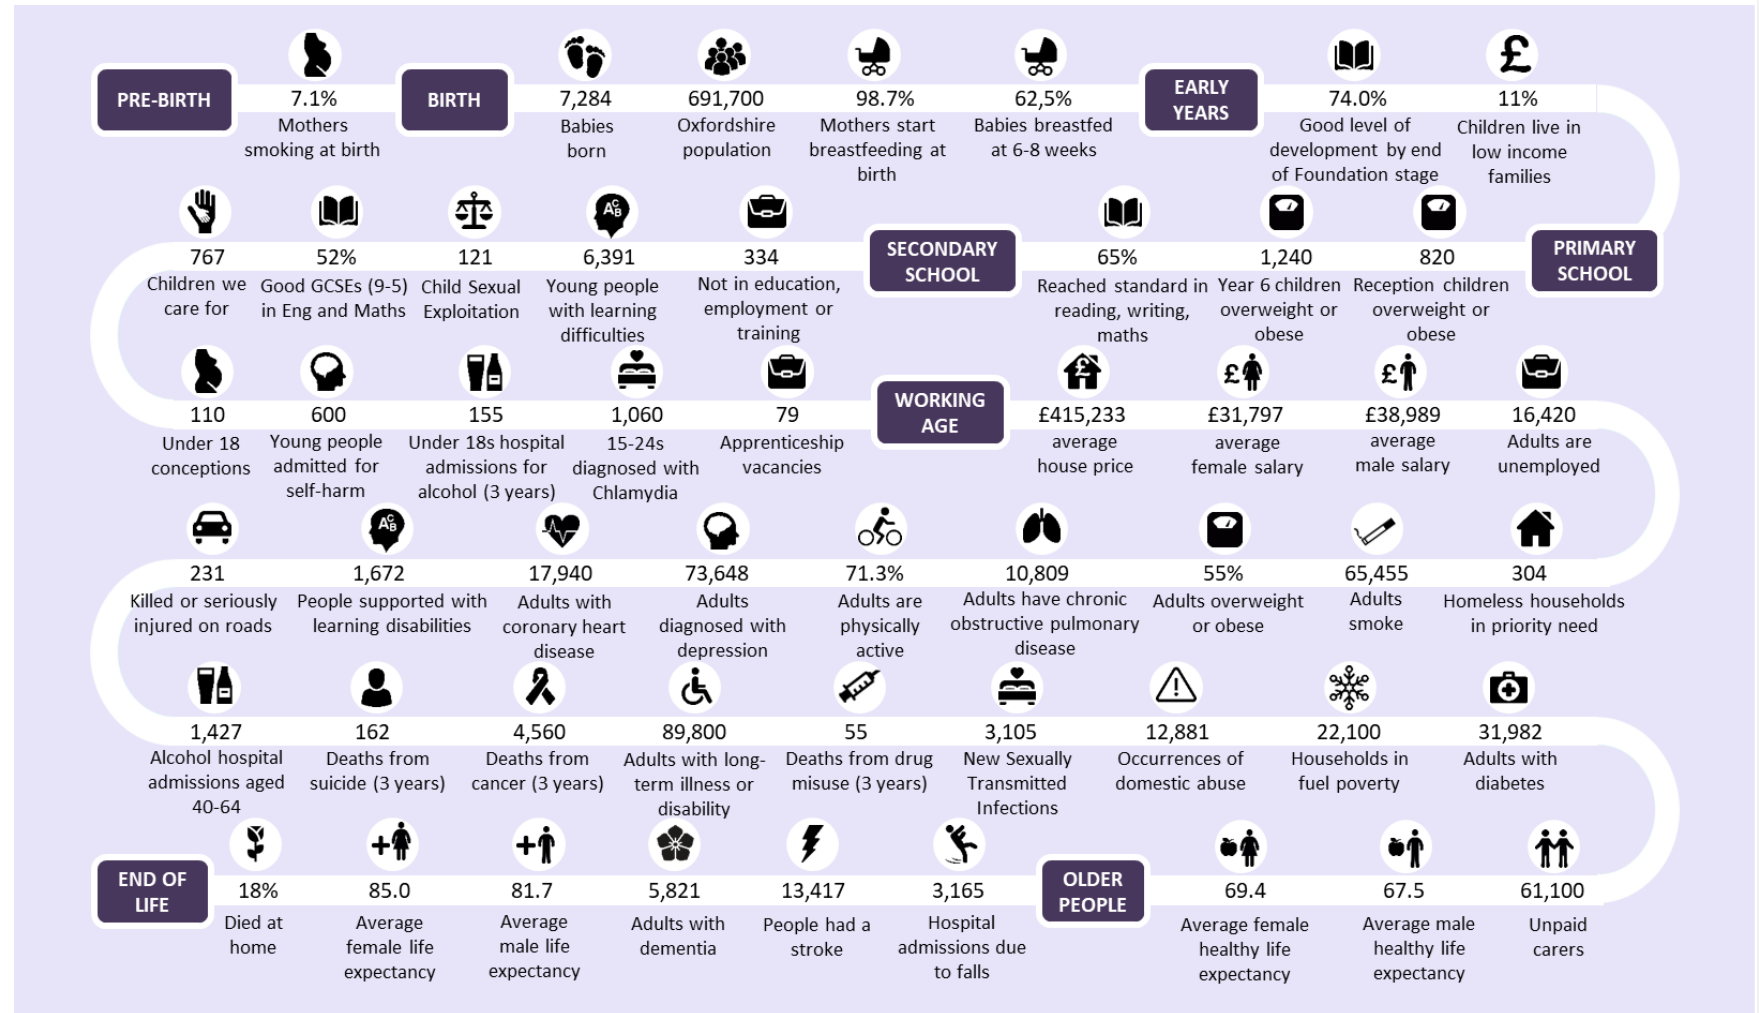 PRE-BIRTH
7.1%
Mothers
smoking at birth
BIRTH
7,284
Babies
born
691,700
Oxfordshire
population
98.7%
Mothers start
breastfeeding at
birth
62,5%
Babies breastfed
at 6-8 weeks
EARLY
YEARS
74.0%
Good level of
development by end
of Foundation stage
£
11%
Children live in
low income
families
PRIMARY
SCHOOL
820
Reception children
overweight or
obese
1,240
Year 6 children
overweight or
obese
65%
Reached standard in
reading, writing,
maths
SECONDARY
SCHOOL
334
Not in education,
employment or
training
ACB
6,391
Young people
with learning
difficulties
121
Child Sexual
Exploitation
52%
Good GCSEs (9-5)
in Eng and Maths
767
Children we
care for
110
Under 18
conceptions
600
Young people
admitted for
self-harm
155
Under 18s hospital
admissions for
alcohol (3 years)
1,060
15-24s
diagnosed with
Chlamydia
79
Apprenticeship
vacancies
WORKING
AGE
£
£415,233
average
house price
£
£31,797
average
female salary
£
£38,989
average
male salary
16,420
Adults are
unemployed
304
Homeless households
in priority need
65,455
Adults
smoke
55%
Adults overweight
or obese
10,809
Adults have chronic
obstructive pulmonary
disease
71.3%
Adults are
physically
active
73,648
Adults
diagnosed with
depression
17,940
Adults with
coronary heart
disease
ACB
1,672
People supported with
learning disabilities
231
Killed or seriously
injured on roads
1,427
Alcohol hospital
admissions aged
40-64
162
Deaths from
suicide (3 years)
4,560
Deaths from
cancer (3 years)
89,800
Adults with long-
term illness or
disability
55
Deaths from drug
misuse (3 years)
3,105
New Sexually
Transmitted
Infections
12,881
Occurrences of
domestic abuse
22,100
Households in
fuel poverty
31,982
Adults with
diabetes
61,100
Unpaid
carers
67.5
Average male
healthy life
expectancy
69.4
Average female
healthy life
expectancy
OLDER
PEOPLE
3,165
Hospital
admissions due
to falls
13,417
People had a
stroke
5,821
Adults with
dementia
81.7
Average
male life
expectancy
85.0
Average
female life
expectancy
18%
Died at
home
END OF
LIFE